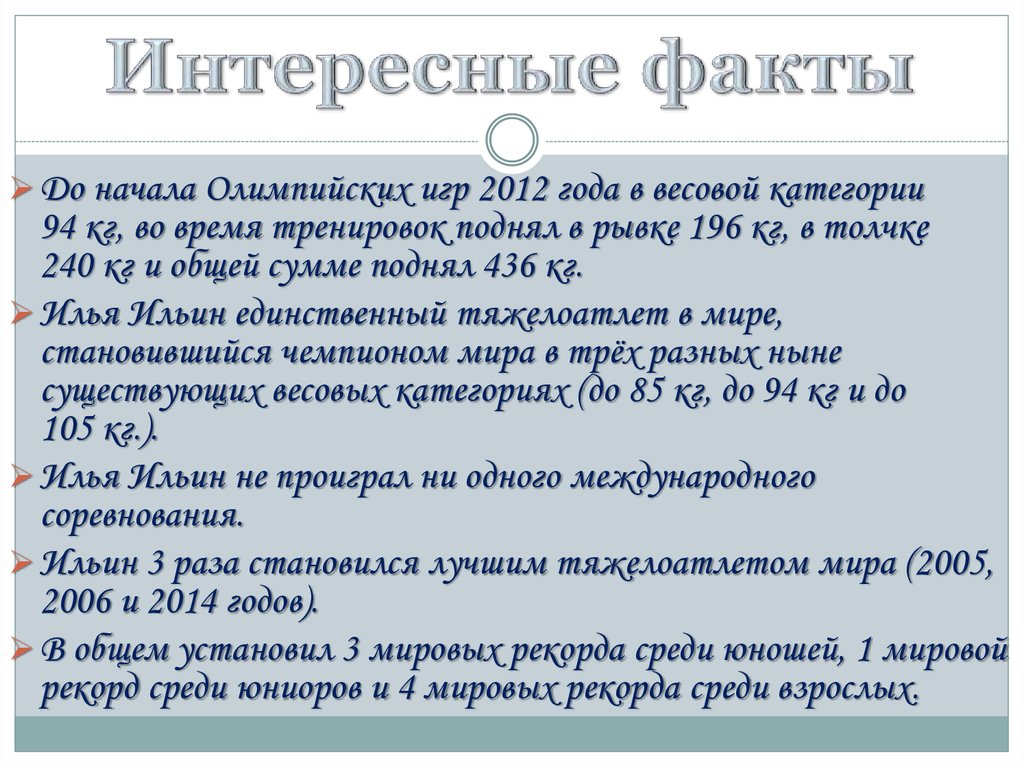 Интересные факты
До начала Олимпийских игр 2012 года в весовой категории
94 кг, во время тренировок поднял в рывке 196 кг, в толчке
240 кг и общей сумме поднял 436 кг.
Илья Ильин единственный тяжелоатлет в мире,
становившийся чемпионом мира в трёх разных ныне
существующих весовых категориях (до 85 кг, до 94 кг и до
105 кг.).
Илья Ильин не проиграл ни одного международного
соревнования.
Ильин 3 раза становился лучшим тяжелоатлетом мира (2005,
2006 и 2014 годов).
В общем установил 3 мировых рекорда среди юношей, 1 мировой
рекорд среди юниоров и 4 мировых рекорда среди взрослых.